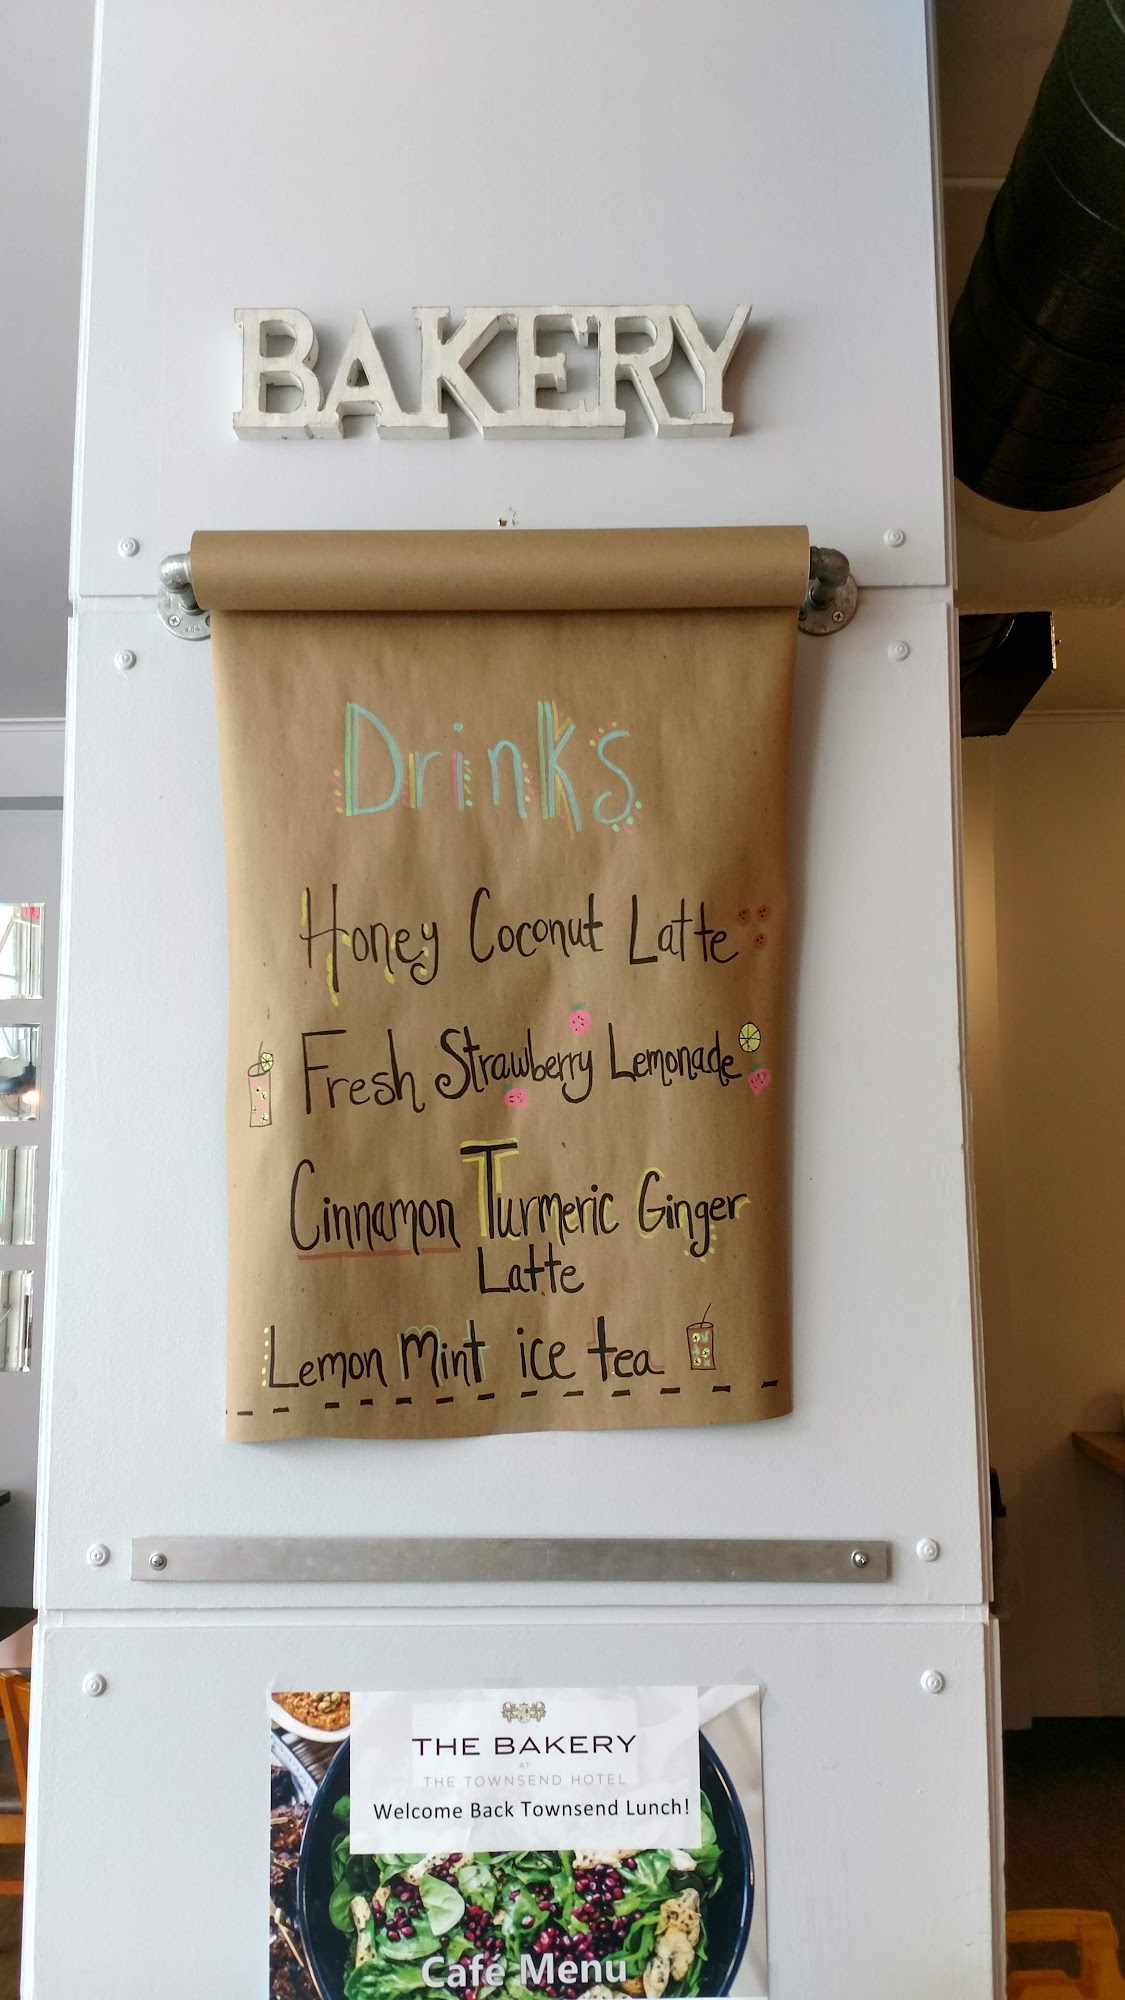 BAKERY
Drinks
Honey Coconut Latte
Fresh Strawberry Lemonade
Cinnamon Turmeric Ginger
Latte
Lemon Mint ice tea
THE BAKERY
AT
THE TOWNSEND HOTEL
Welcome Back Townsend Lunch!
Café Menu